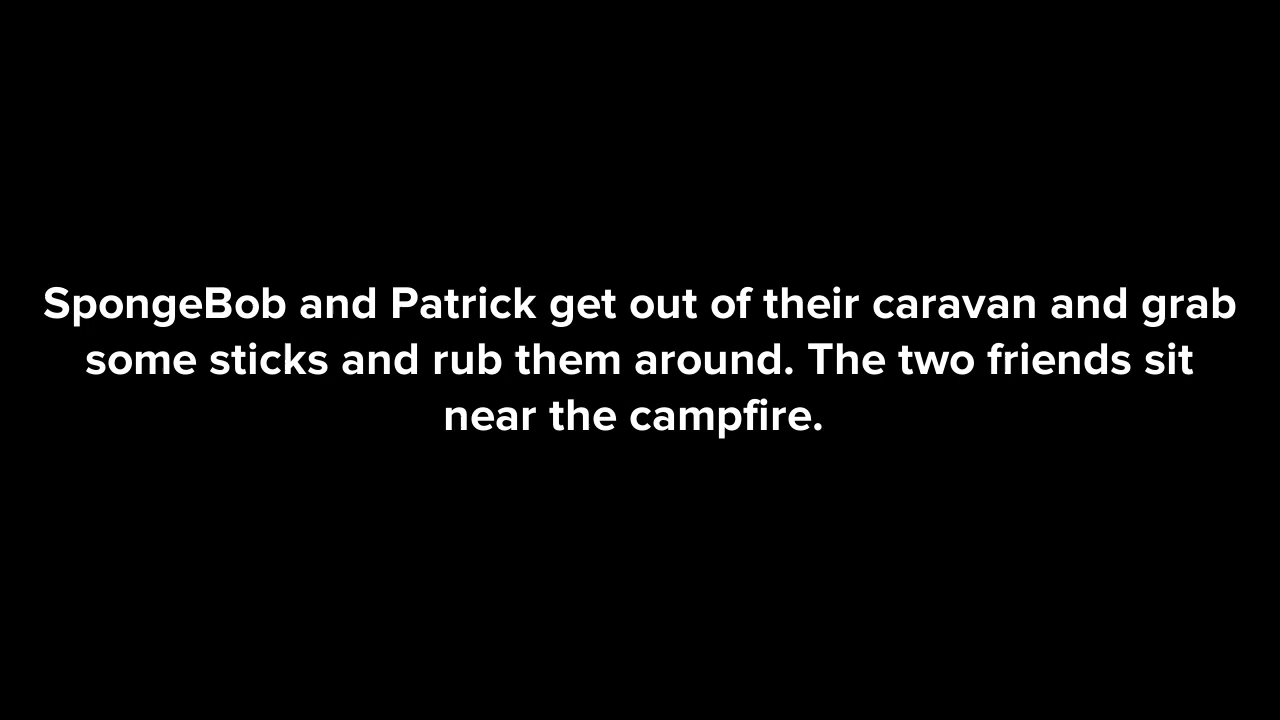 SpongeBob and Patrick get out of their caravan and grab
some sticks and rub them around. The two friends sit
near the campfire.